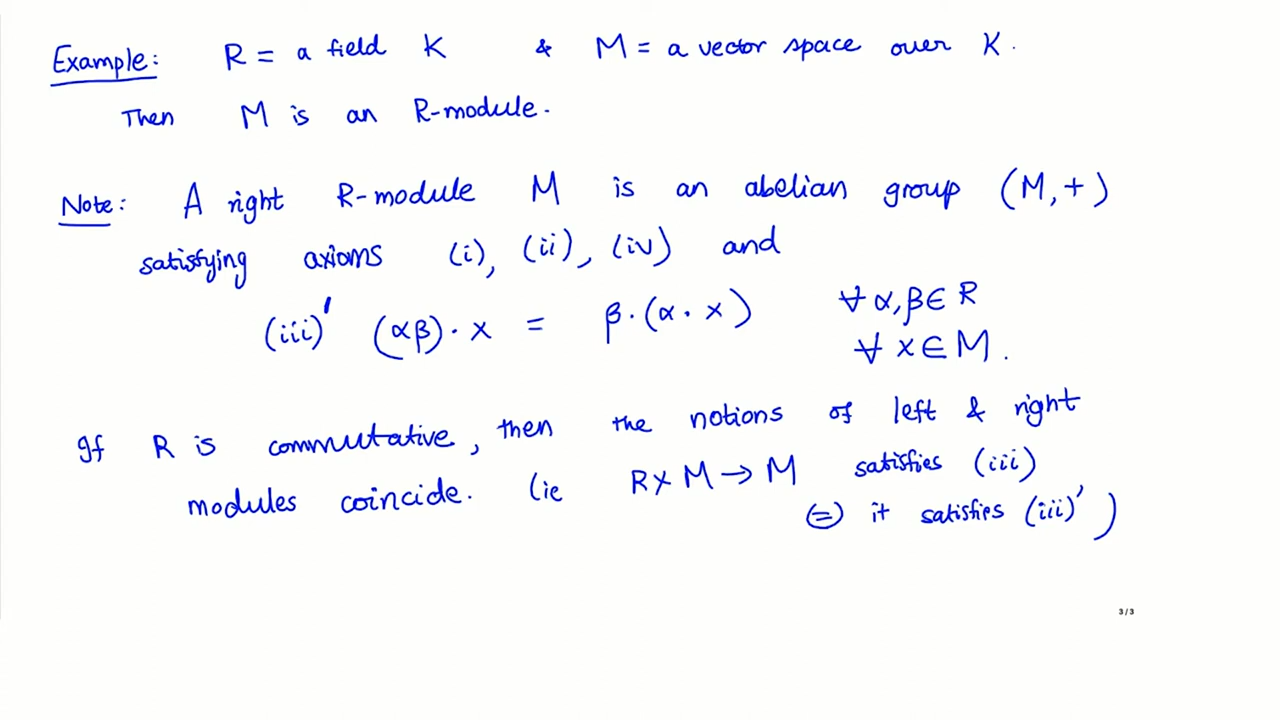 Example: R = a field K & M = a vector space over K.
Then M is an R-module.
Note: A right R-module M is an abelian group (M, +)
satisfying axioms (i), (ii), (iv) and
(iii)' (αβ)·x = β·(α·x) ∀ α, β ∈ R
∀ x ∈ M.
If R is commutative, then the notions of left & right
modules coincide. (ie R×M → M satisfies (iii)
⇔ it satisfies (iii)')
3/3